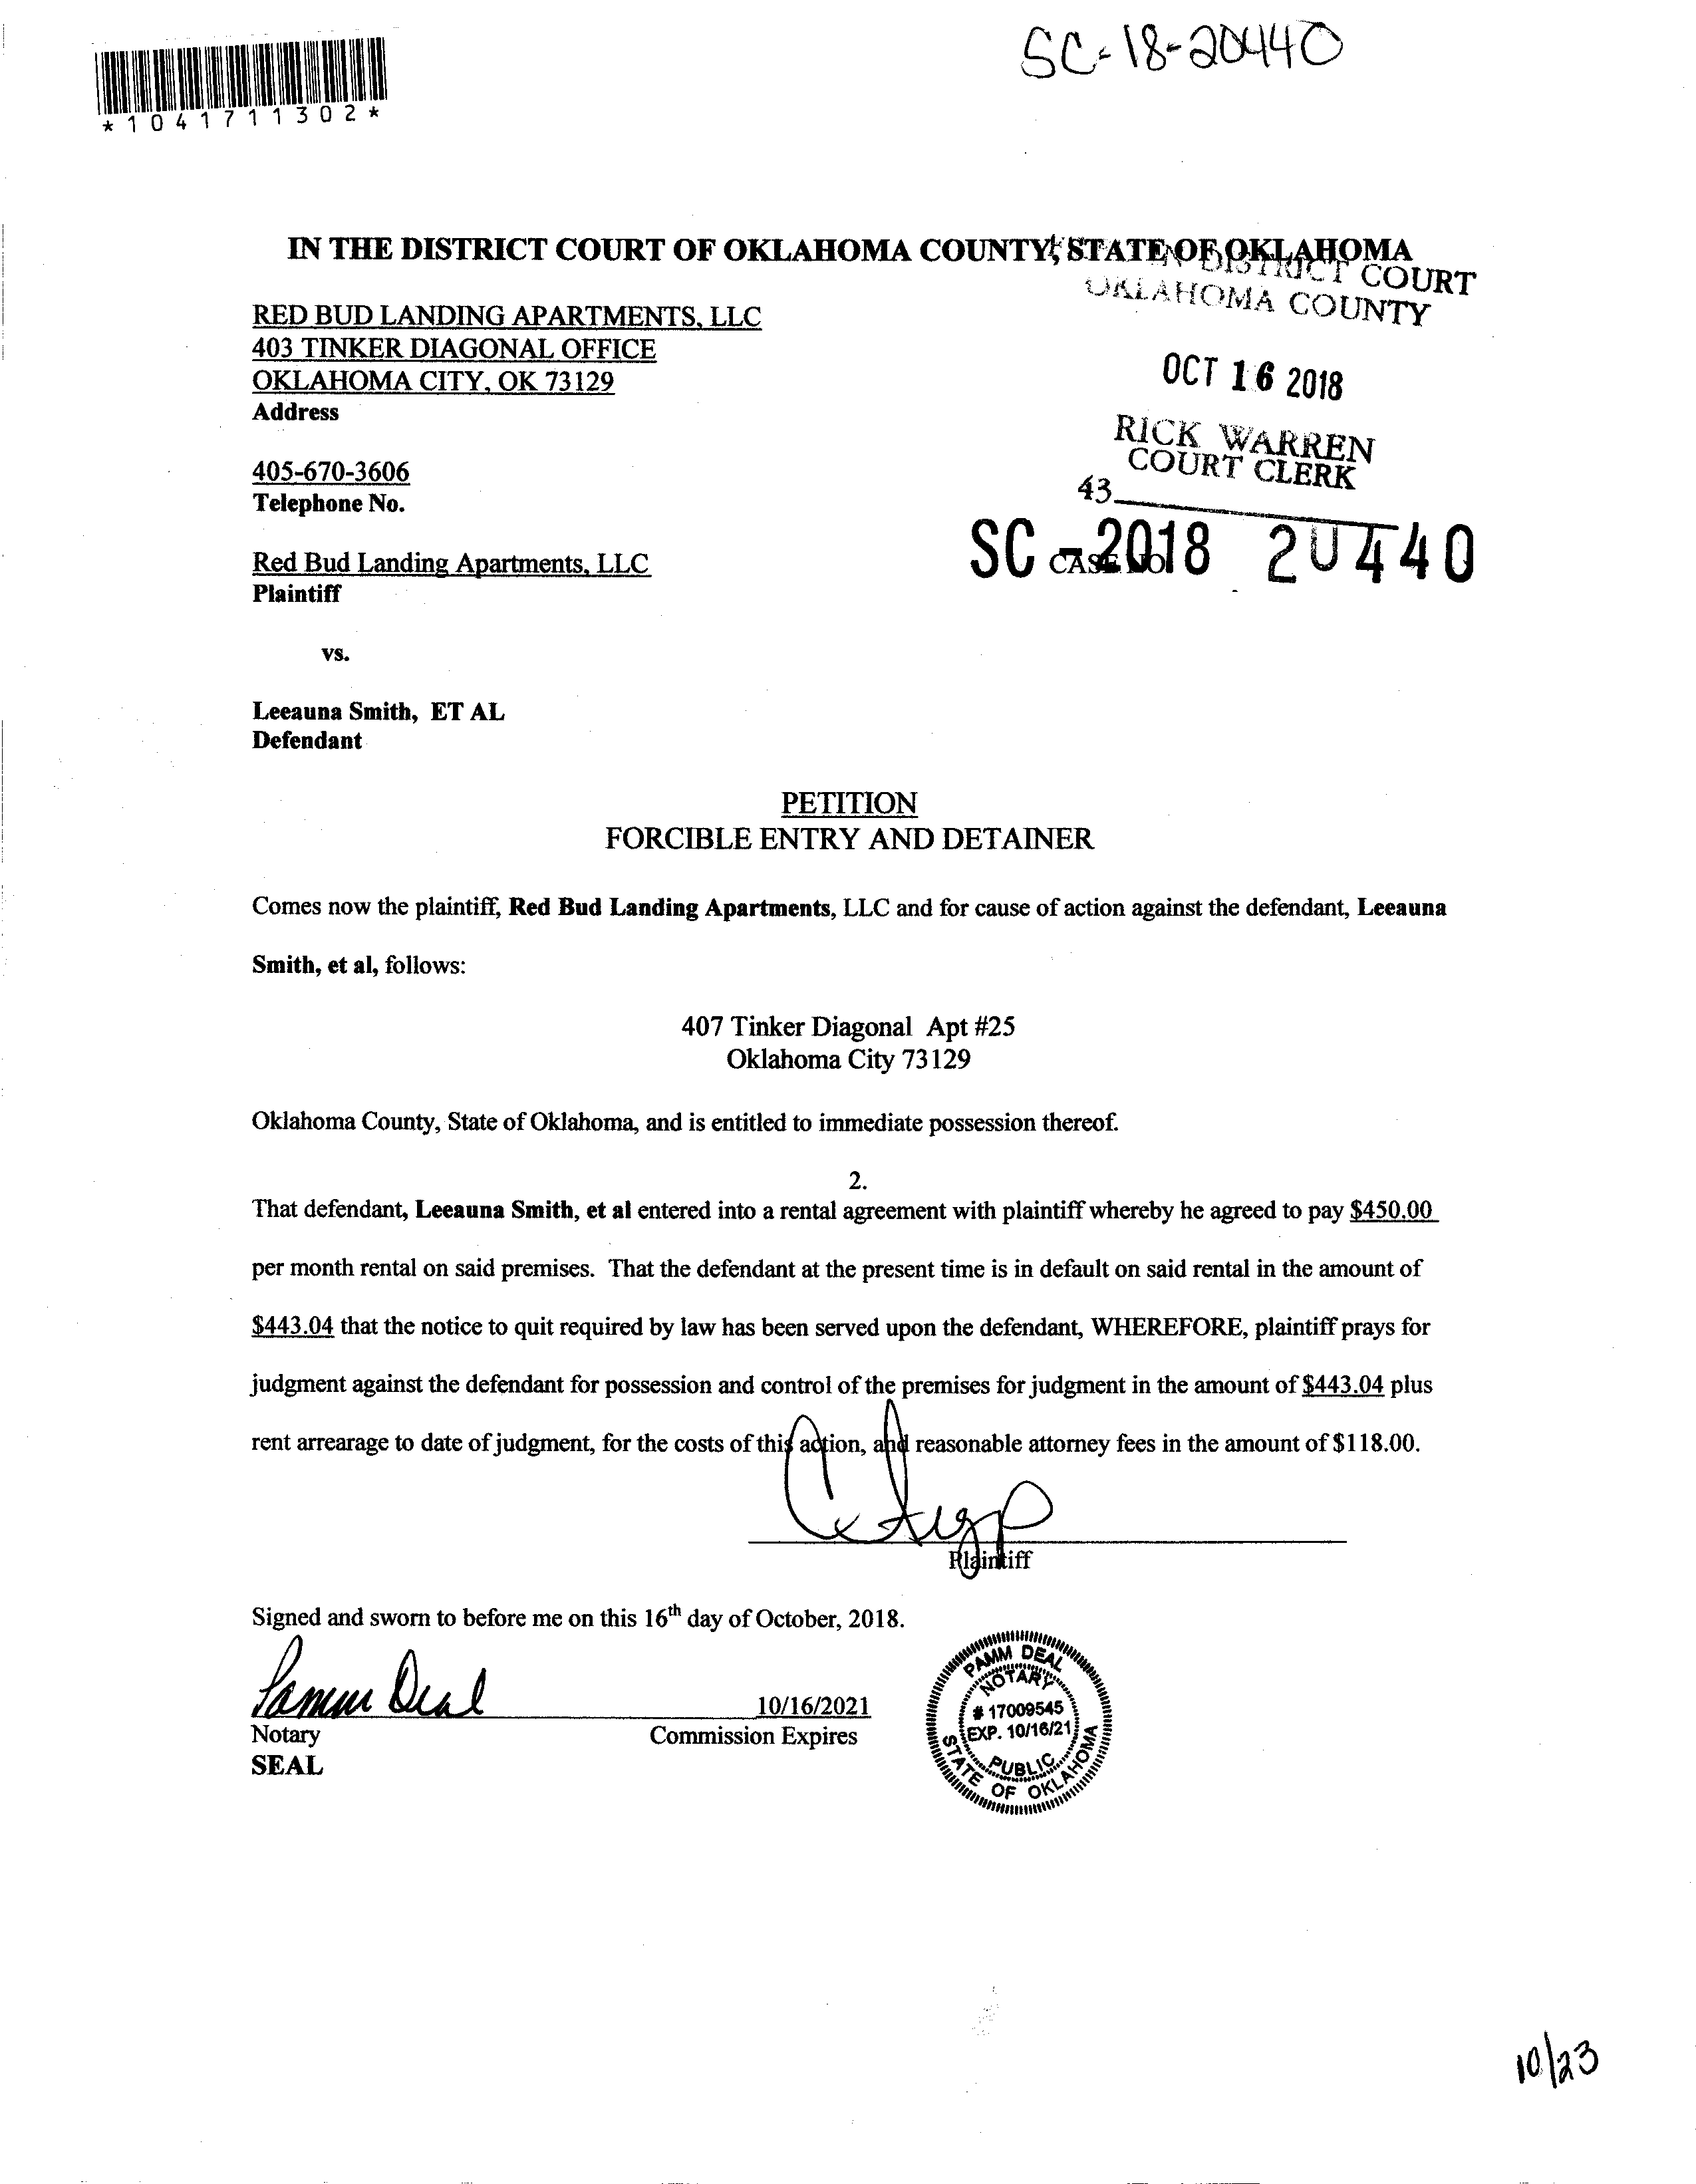 SC-18-20440
*1041711302*
IN THE DISTRICT COURT OF OKLAHOMA COUNTY, STATE OF OKLAHOMA
DISTRICT COURT
OKLAHOMA COUNTY
RED BUD LANDING APARTMENTS, LLC
403 TINKER DIAGONAL OFFICE
OKLAHOMA CITY, OK 73129
Address
OCT 16 2018
RICK WARREN
COURT CLERK
43
405-670-3606
Telephone No.
SC-2018 20440
CASE NO
Red Bud Landing Apartments, LLC
Plaintiff
vs.
Leeauna Smith, ET AL
Defendant
PETITION
FORCIBLE ENTRY AND DETAINER
Comes now the plaintiff, Red Bud Landing Apartments, LLC and for cause of action against the defendant, Leeauna
Smith, et al, follows:
407 Tinker Diagonal Apt #25
Oklahoma City 73129
Oklahoma County, State of Oklahoma, and is entitled to immediate possession thereof.
2.
That defendant, Leeauna Smith, et al entered into a rental agreement with plaintiff whereby he agreed to pay $450.00
per month rental on said premises. That the defendant at the present time is in default on said rental in the amount of
$443.04 that the notice to quit required by law has been served upon the defendant, WHEREFORE, plaintiff prays for
judgment against the defendant for possession and control of the premises for judgment in the amount of $443.04 plus
rent arrearage to date of judgment, for the costs of this action, and reasonable attorney fees in the amount of $118.00.
Plaintiff
Signed and sworn to before me on this 16th day of October, 2018.
Pamm Deal
10/16/2021
Notary
Commission Expires
SEAL
PAMM DEAL
NOTARY
# 17009545
EXP. 10/16/21
PUBLIC
STATE OF OKLAHOMA
10/23